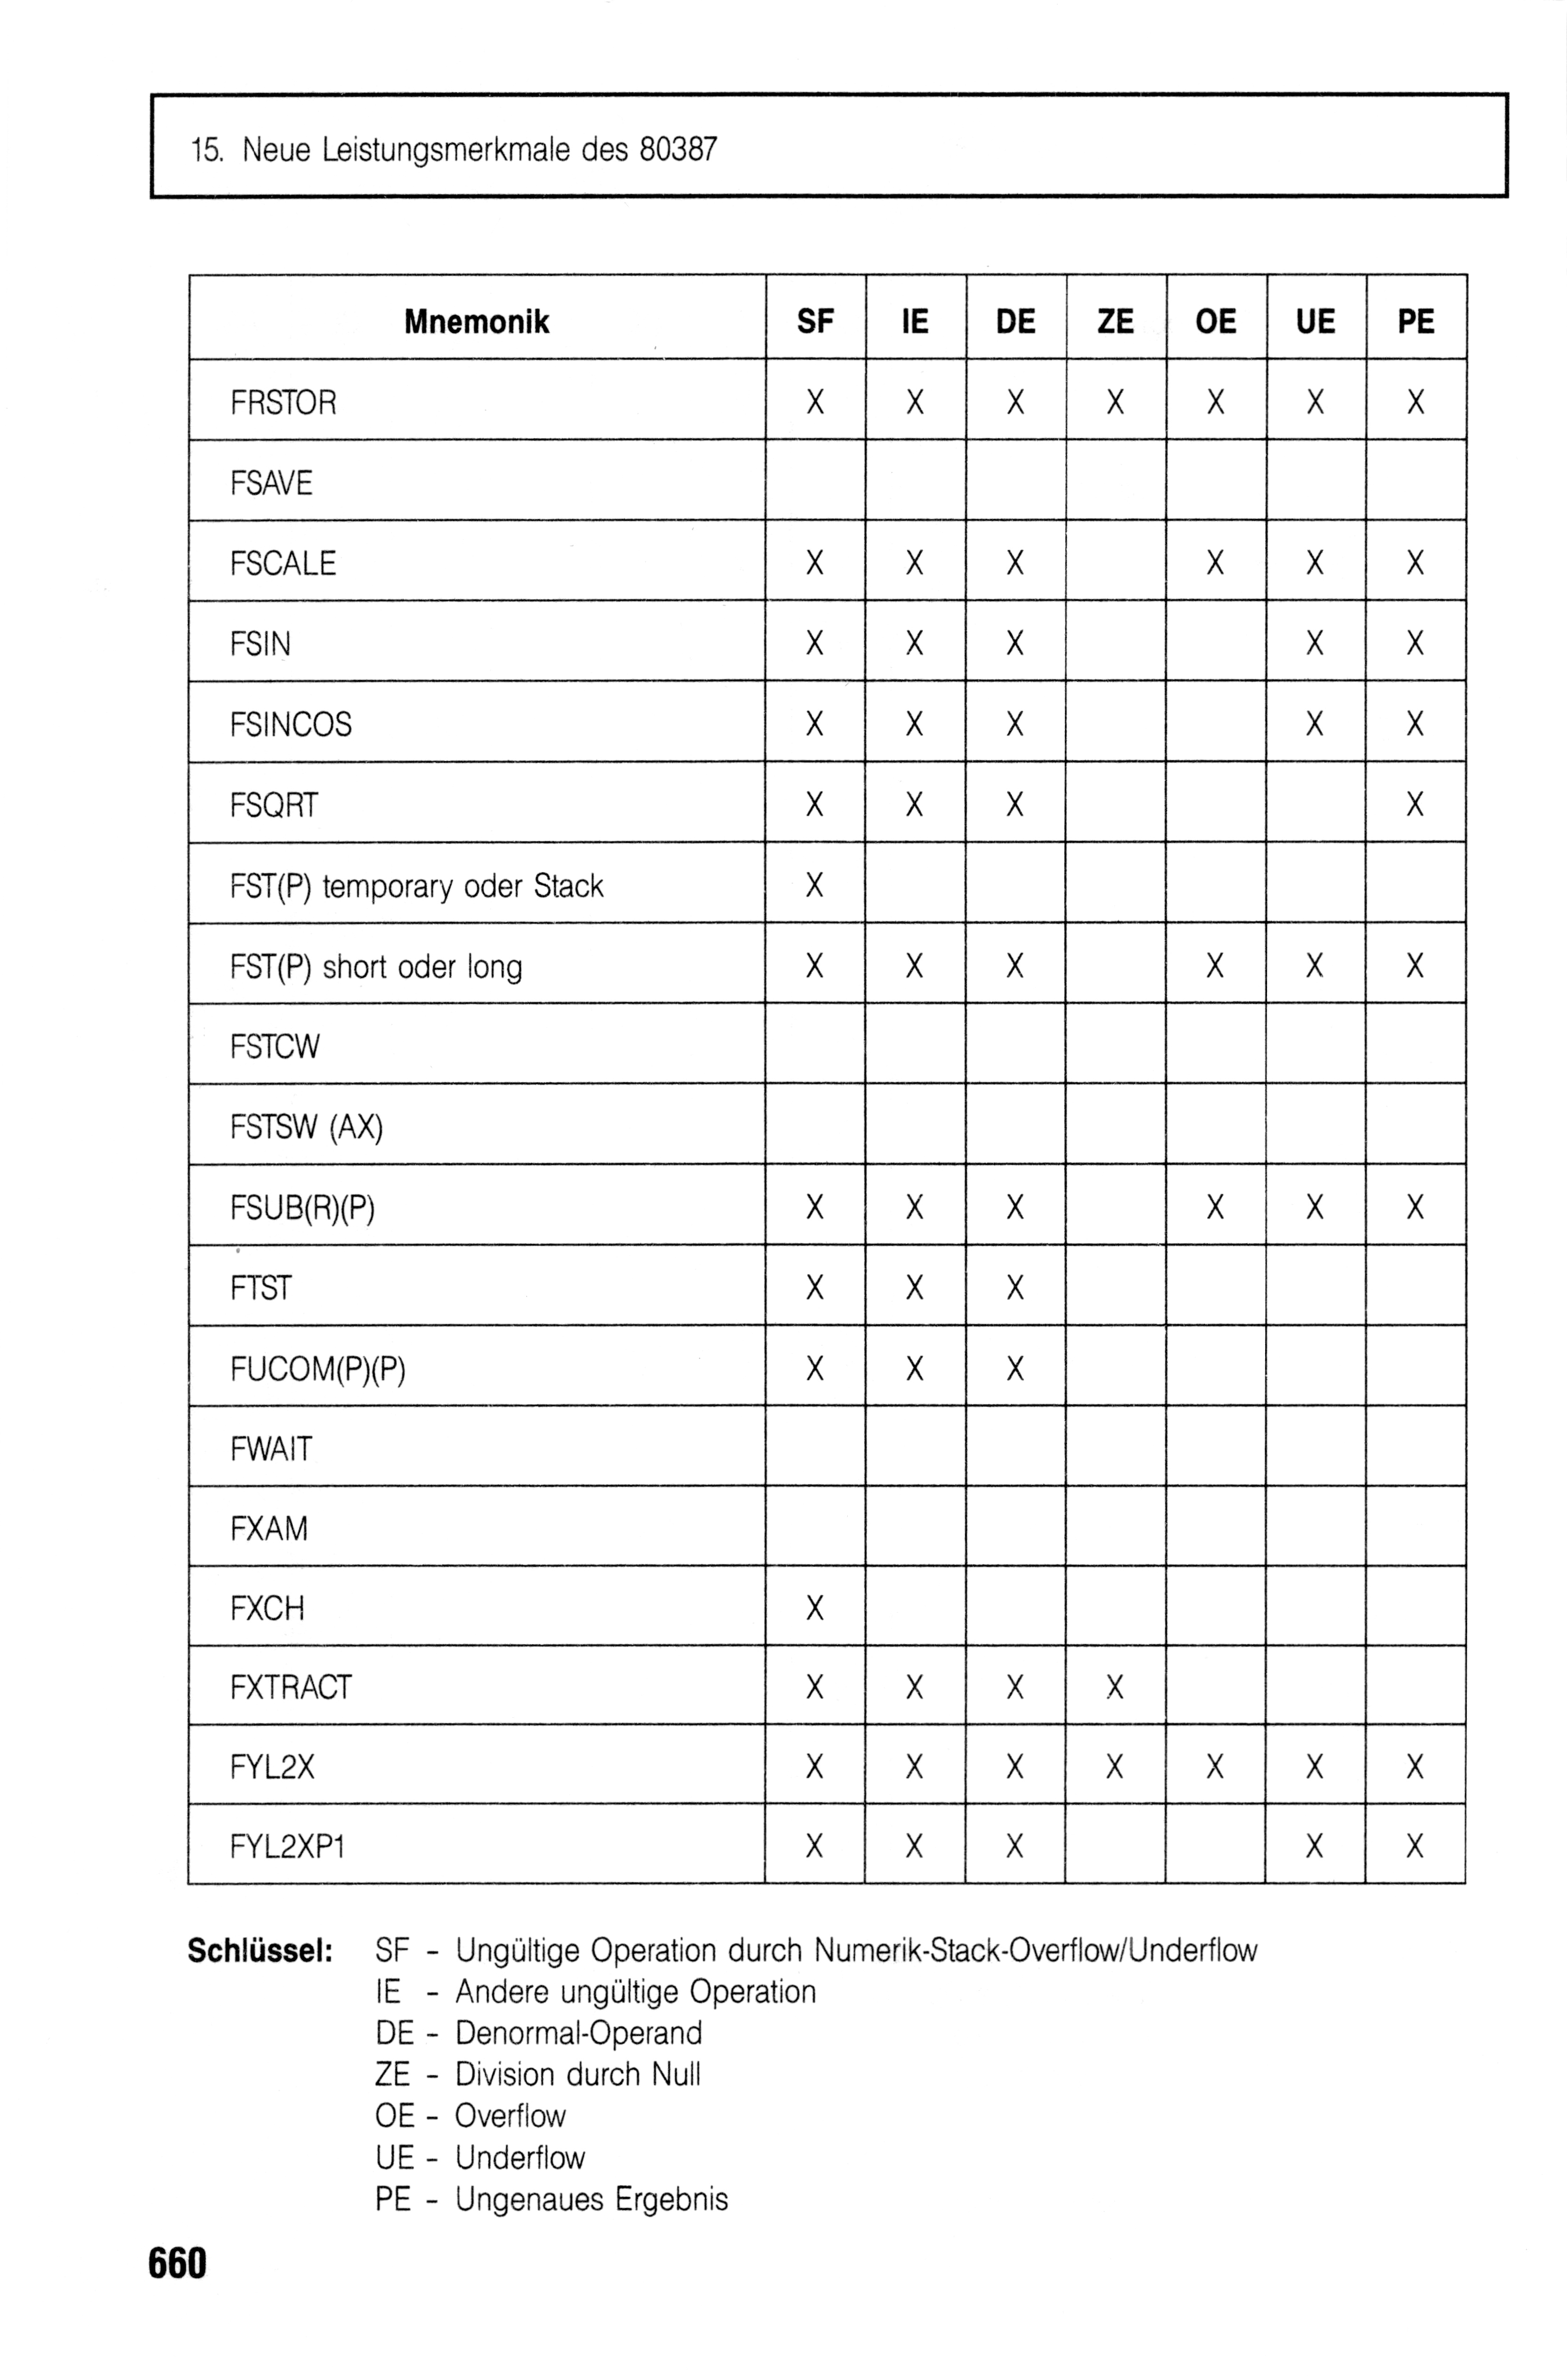 15. Neue Leistungsmerkmale des 80387
Mnemonik SF IE DE ZE OE UE PE
FRSTOR X X X X X X X
FSAVE
FSCALE X X X X X X
FSIN X X X X X
FSINCOS X X X X X
FSQRT X X X X
FST(P) temporary oder Stack X
FST(P) short oder long X X X X X X
FSTCW
FSTSW (AX)
FSUB(R)(P) X X X X X X
FTST X X X
FUCOM(P)(P) X X X
FWAIT
FXAM
FXCH X
FXTRACT X X X X
FYL2X X X X X X X X
FYL2XP1 X X X X X
Schlüssel: SF - Ungültige Operation durch Numerik-Stack-Overflow/Underflow
IE - Andere ungültige Operation
DE - Denormal-Operand
ZE - Division durch Null
OE - Overflow
UE - Underflow
PE - Ungenaues Ergebnis
660